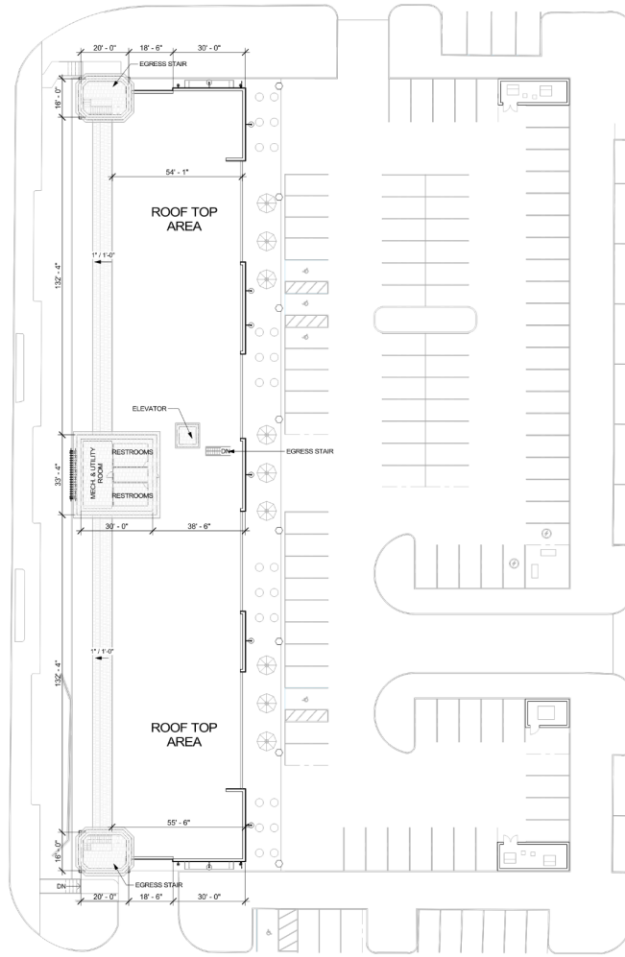 20' - 0"
18' - 6"
30' - 0"
EGRESS STAIR
16' - 0"
54' - 1"
ROOF TOP
AREA
1" / 1'-0"
132' - 4"
ELEVATOR
DN
EGRESS STAIR
MECH. & UTILITY
ROOM
RESTROOMS
RESTROOMS
33' - 4"
30' - 0"
38' - 6"
1" / 1'-0"
132' - 4"
ROOF TOP
AREA
55' - 6"
16' - 0"
EGRESS STAIR
DN
20' - 0"
18' - 6"
30' - 0"